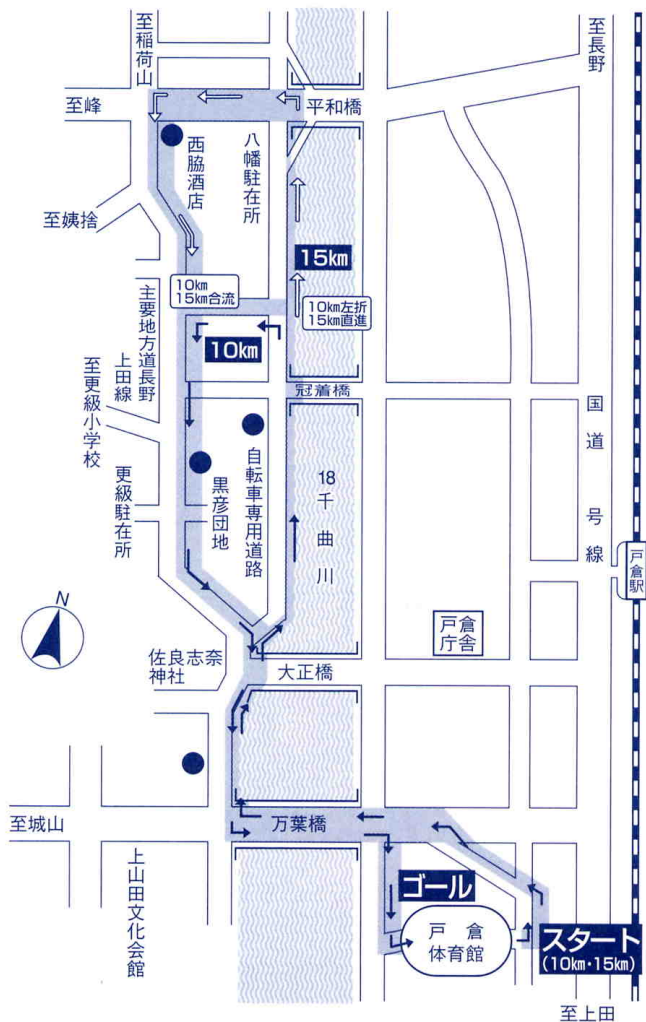 至稲荷山
至長野
至峰
平和橋
西脇酒店
八幡駐在所
至姨捨
15km
10km
15km合流
10km左折
15km直進
主要地方道長野
上田線
10km
至更級小学校
冠着橋
国道 号線
更級駐在所
黒彦団地
自転車専用道路
18
千曲川
戸倉駅
N
戸倉
庁舎
佐良志奈
神社
大正橋
至城山
万葉橋
上山田文化会館
ゴール
戸倉
体育館
スタート
(10km・15km)
至上田